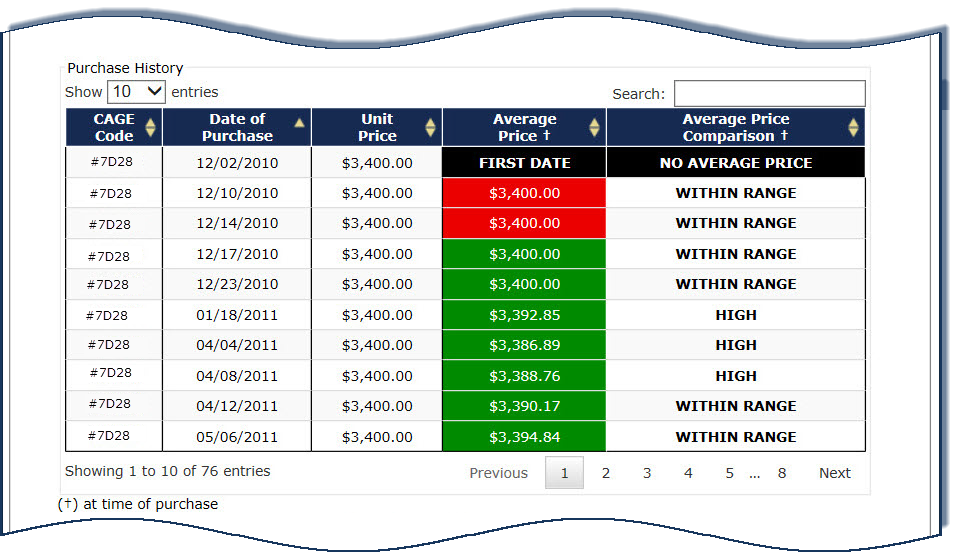 Purchase History
Show 10 entries Search:
CAGE Code Date of Purchase Unit Price Average Price † Average Price Comparison †
#7D28 12/02/2010 $3,400.00 FIRST DATE NO AVERAGE PRICE
#7D28 12/10/2010 $3,400.00 $3,400.00 WITHIN RANGE
#7D28 12/14/2010 $3,400.00 $3,400.00 WITHIN RANGE
#7D28 12/17/2010 $3,400.00 $3,400.00 WITHIN RANGE
#7D28 12/23/2010 $3,400.00 $3,400.00 WITHIN RANGE
#7D28 01/18/2011 $3,400.00 $3,392.85 HIGH
#7D28 04/04/2011 $3,400.00 $3,386.89 HIGH
#7D28 04/08/2011 $3,400.00 $3,388.76 HIGH
#7D28 04/12/2011 $3,400.00 $3,390.17 WITHIN RANGE
#7D28 05/06/2011 $3,400.00 $3,394.84 WITHIN RANGE
Showing 1 to 10 of 76 entries Previous 1 2 3 4 5 ... 8 Next
(†) at time of purchase